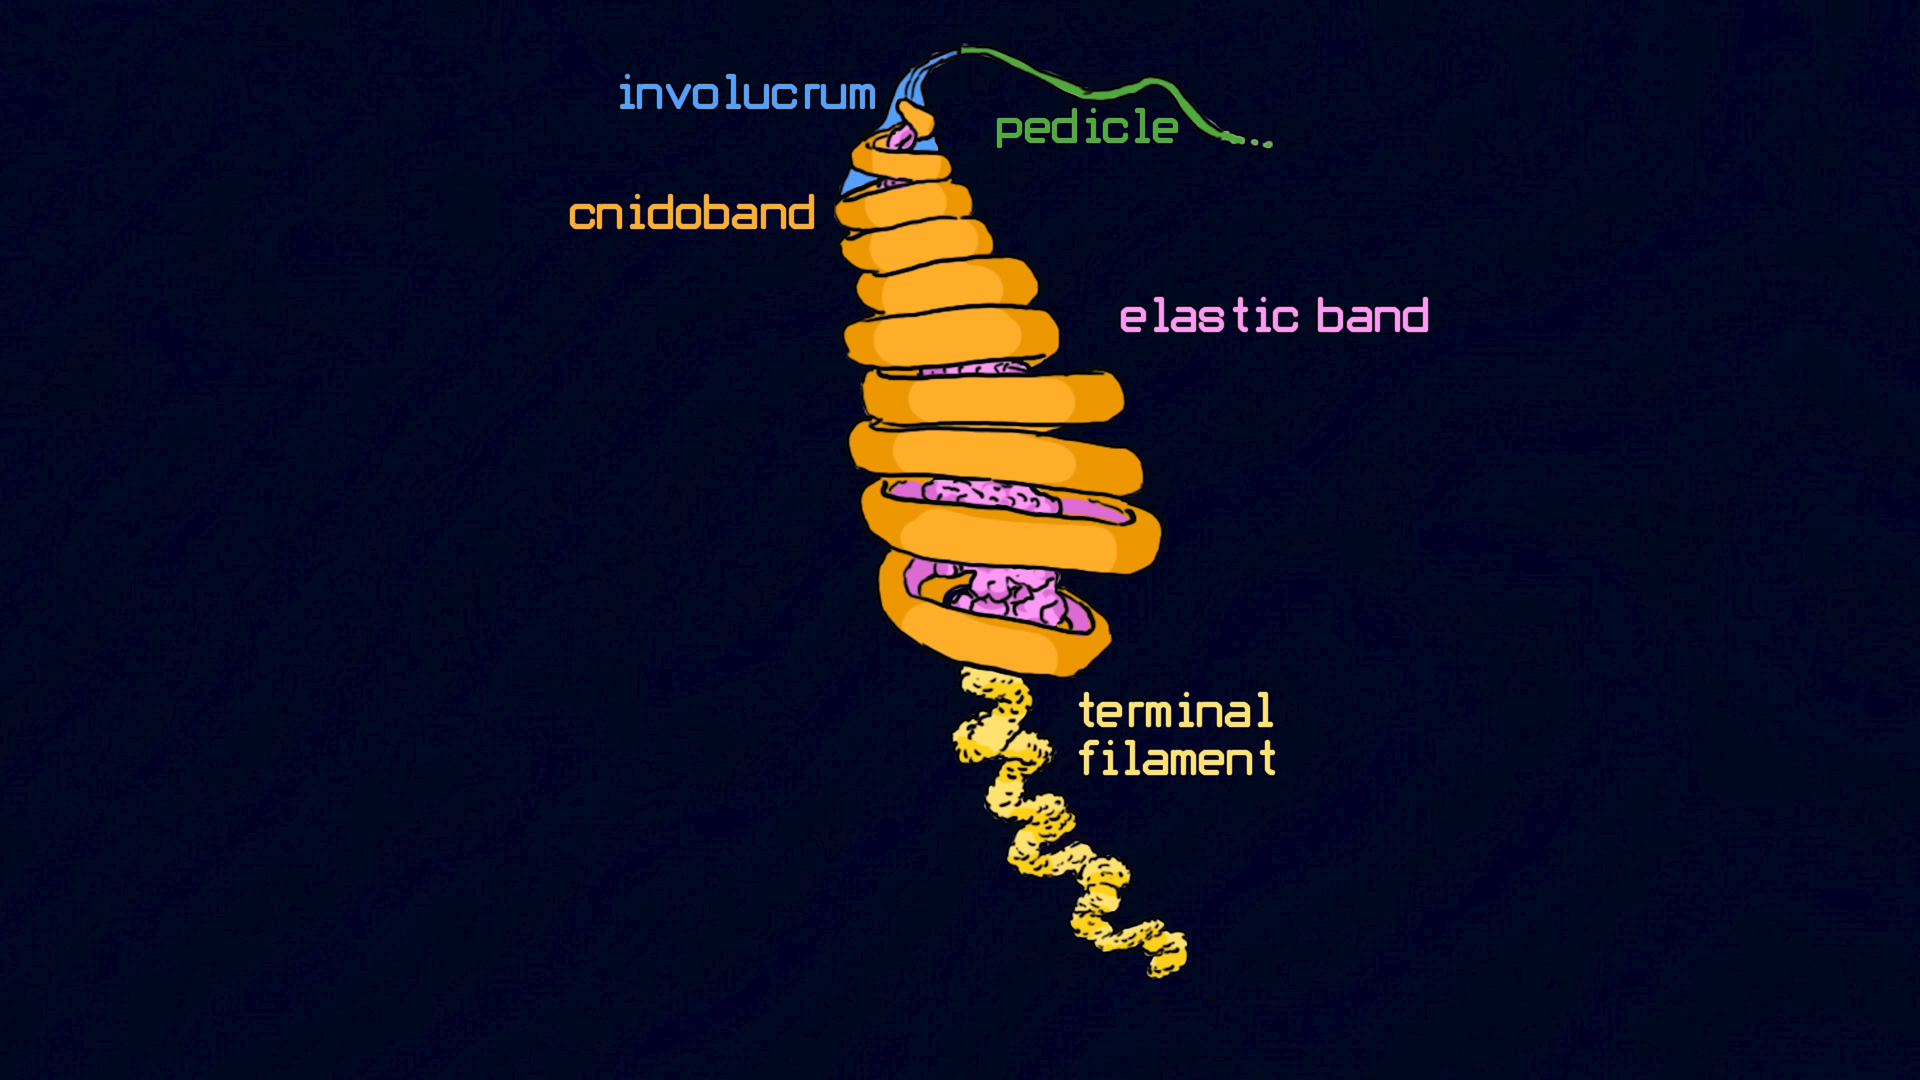 involucrum
pedicle
cnidoband
elastic band
terminal
filament